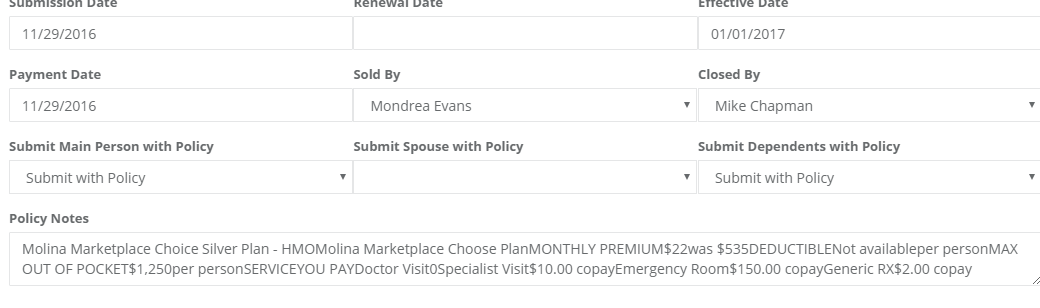 Submission Date Renewal Date Effective Date
11/29/2016 01/01/2017
Payment Date Sold By Closed By
11/29/2016 Mondrea Evans Mike Chapman
Submit Main Person with Policy Submit Spouse with Policy Submit Dependents with Policy
Submit with Policy Submit with Policy
Policy Notes
Molina Marketplace Choice Silver Plan - HMOMolina Marketplace Choose PlanMONTHLY PREMIUM$22was $535DEDUCTIBLENot availableper personMAX
OUT OF POCKET$1,250per personSERVICEYOU PAYDoctor Visit0Specialist Visit$10.00 copayEmergency Room$150.00 copayGeneric RX$2.00 copay